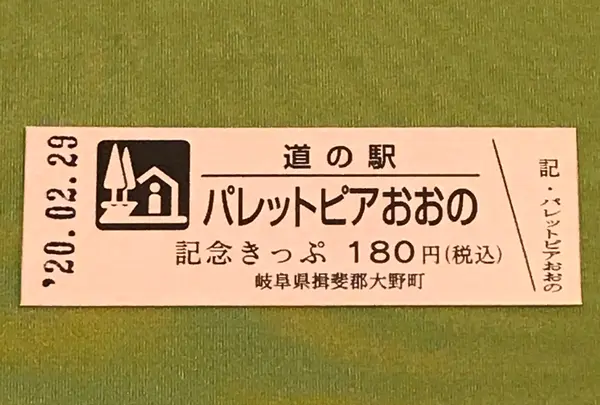 '20.02.29
道の駅
パレットピアおおの
記念きっぷ 180円(税込)
岐阜県揖斐郡大野町
記・パレットピアおおの